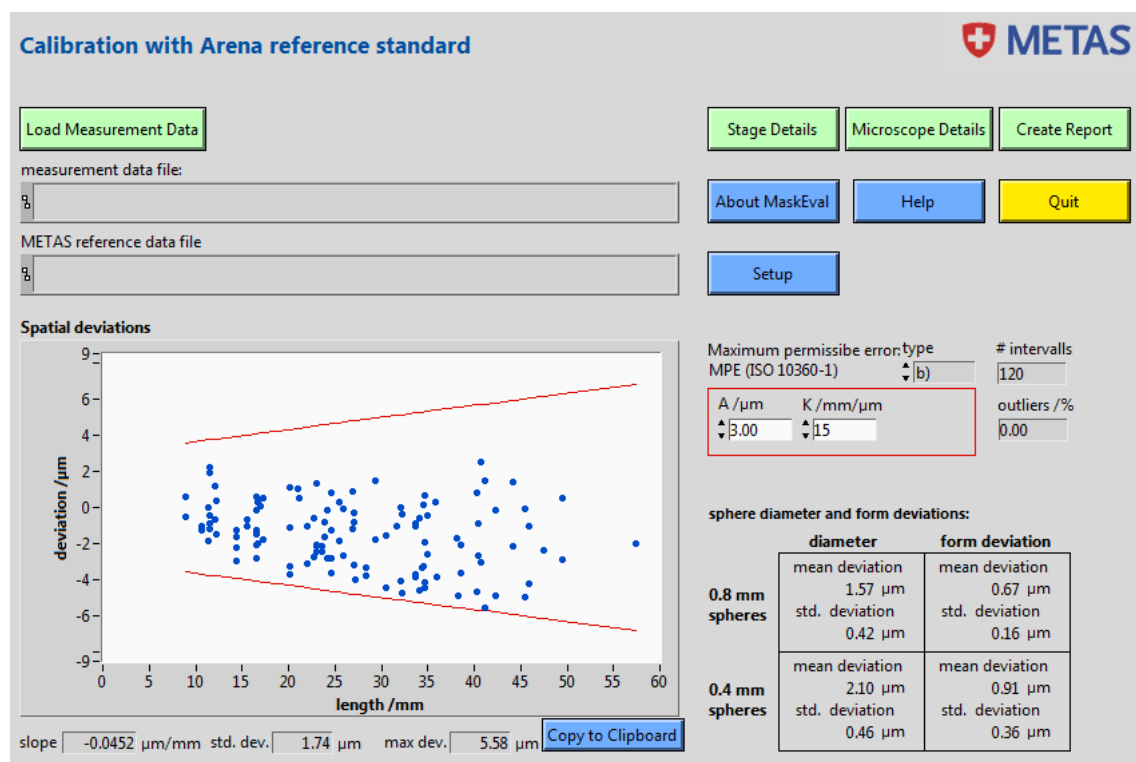 Calibration with Arena reference standard
METAS
Load Measurement Data
Stage Details
Microscope Details
Create Report
measurement data file:
About MaskEval
Help
Quit
METAS reference data file
Setup
Spatial deviations
Maximum permissibe error:
MPE (ISO 10360-1)
type
b)
# intervalls
120
A /µm
3.00
K /mm/µm
15
outliers /%
0.00
deviation /µm
9
6
4
2
0
-2
-4
-6
-9
0 5 10 15 20 25 30 35 40 45 50 55 60
length /mm
sphere diameter and form deviations:
diameter
form deviation
0.8 mm
spheres
mean deviation
1.57 µm
std. deviation
0.42 µm
mean deviation
0.67 µm
std. deviation
0.16 µm
0.4 mm
spheres
mean deviation
2.10 µm
std. deviation
0.46 µm
mean deviation
0.91 µm
std. deviation
0.36 µm
slope -0.0452 µm/mm std. dev. 1.74 µm max dev. 5.58 µm
Copy to Clipboard